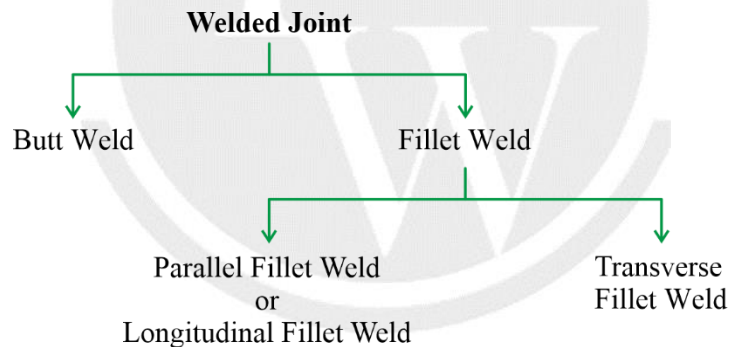 Welded Joint
Butt Weld
Fillet Weld
Parallel Fillet Weld
or
Longitudinal Fillet Weld
Transverse
Fillet Weld